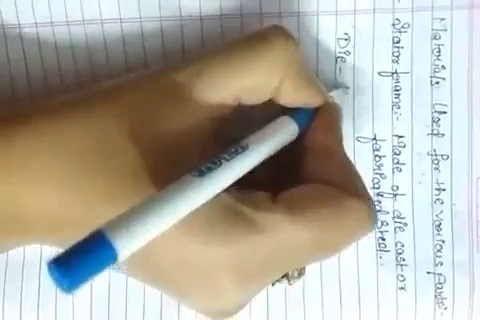 Materials Used for the various parts:-
- Stator frame:- Made of die cast or
fabricated steel..
Die-